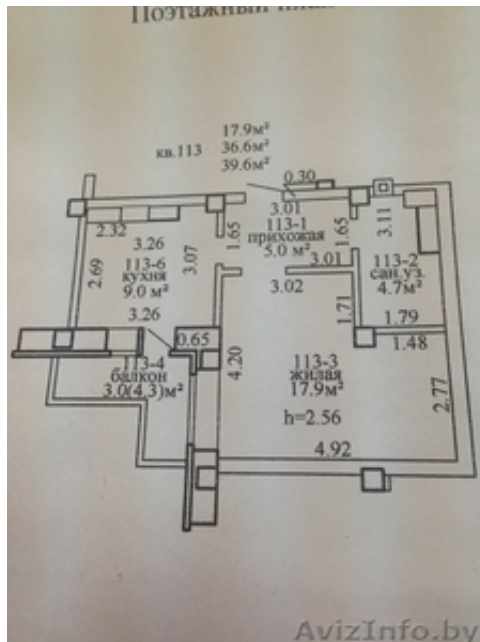 Поэтажный план
17.9м²
кв.113
36.6м²
39.6м²
0.30
3.01
2.32
3.26
1.65
113-1
прихожая
5.0 м²
1.65
3.11
2.69
113-6
кухня
9.0 м²
3.07
3.01
113-2
сан.уз.
4.7м²
3.26
3.02
1.71
1.79
0.65
1.48
113-4
балкон
3.0(4.3)м²
4.20
113-3
жилая
17.9м²
2.77
h=2.56
4.92
AvizInfo.by